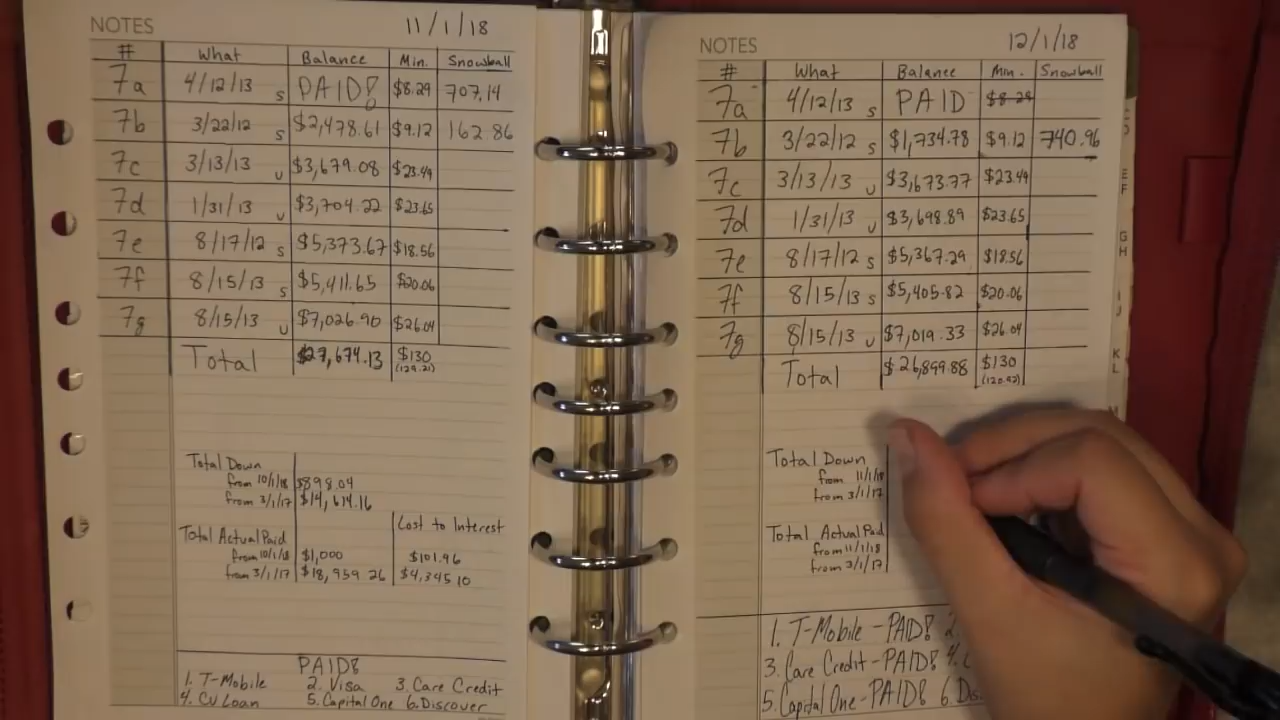 NOTES 11/1/18
# What Balance Min. Snowball
7a 4/12/13 s PAID! $8.29 707.14
7b 3/22/12 s $2,478.61 $9.12 162.86
7c 3/13/13 u $3,679.08 $23.49
7d 1/31/13 u $3,704.22 $23.65
7e 8/17/12 s $5,373.67 $18.56
7f 8/15/13 s $5,411.65 $20.06
7g 8/15/13 u $7,026.90 $26.04
Total $27,674.13 $130
(129.21)
Total Down
from 10/1/18 $898.04
from 3/1/17 $14,614.16
Total Actual Paid Lost to Interest
from 10/1/18 $1,000 $101.96
from 3/1/17 $18,959.26 $4,345.10
PAID!
1. T-Mobile 2. Visa 3. Care Credit
4. CU Loan 5. Capital One 6. Discover
NOTES 12/1/18
# What Balance Min. Snowball
7a 4/12/13 s PAID $8.29
7b 3/22/12 s $1,734.78 $9.12 740.96
7c 3/13/13 u $3,673.77 $23.49
7d 1/31/13 u $3,698.89 $23.65
7e 8/17/12 s $5,367.29 $18.56
7f 8/15/13 s $5,405.82 $20.06
7g 8/15/13 u $7,019.33 $26.04
Total $26,899.88 $130
(120.92)
Total Down
from 11/1/18
from 3/1/17
Total Actual Paid
from 11/1/18
from 3/1/17
1. T-Mobile - PAID! 2
3. Care Credit - PAID! 4.
5. Capital One - PAID! 6. Dis
E F
G H
I J
K L
M